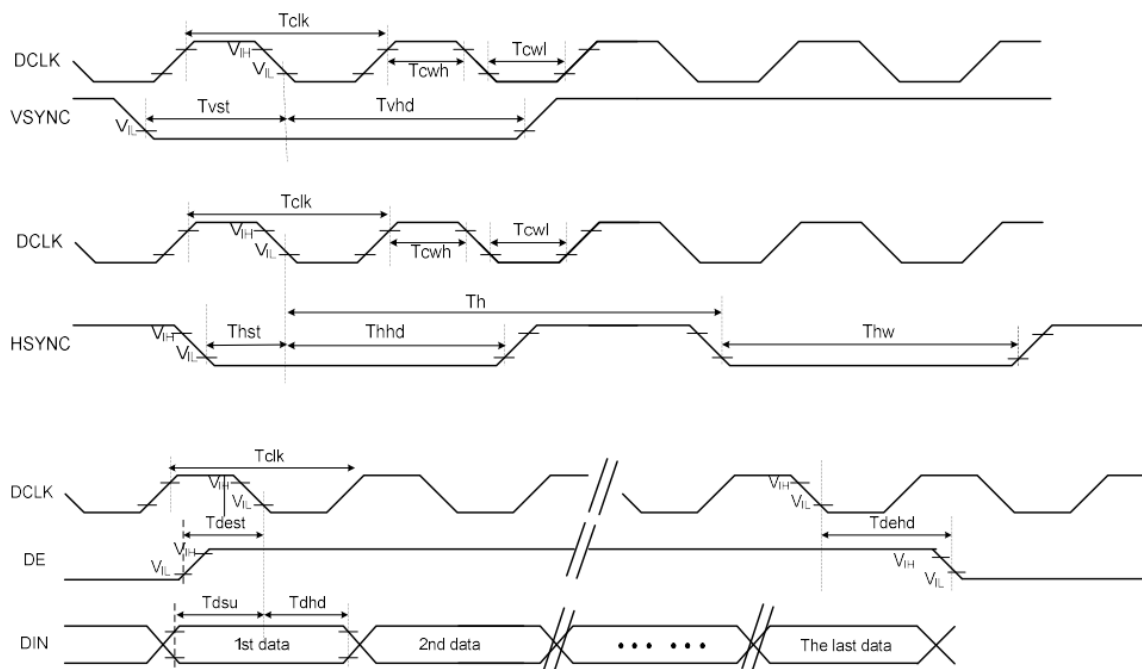 Tclk
DCLK VIH VIL Tcwh Tcwl
VSYNC VIL Tvst Tvhd
Tclk
DCLK VIH VIL Tcwh Tcwl
Th
HSYNC VIH VIL Thst Thhd Thw
Tclk
DCLK VIH VIL VIH VIL
Tdest Tdehd
DE VIH VIL VIH VIL
Tdsu Tdhd
DIN 1st data 2nd data • • • • • • The last data